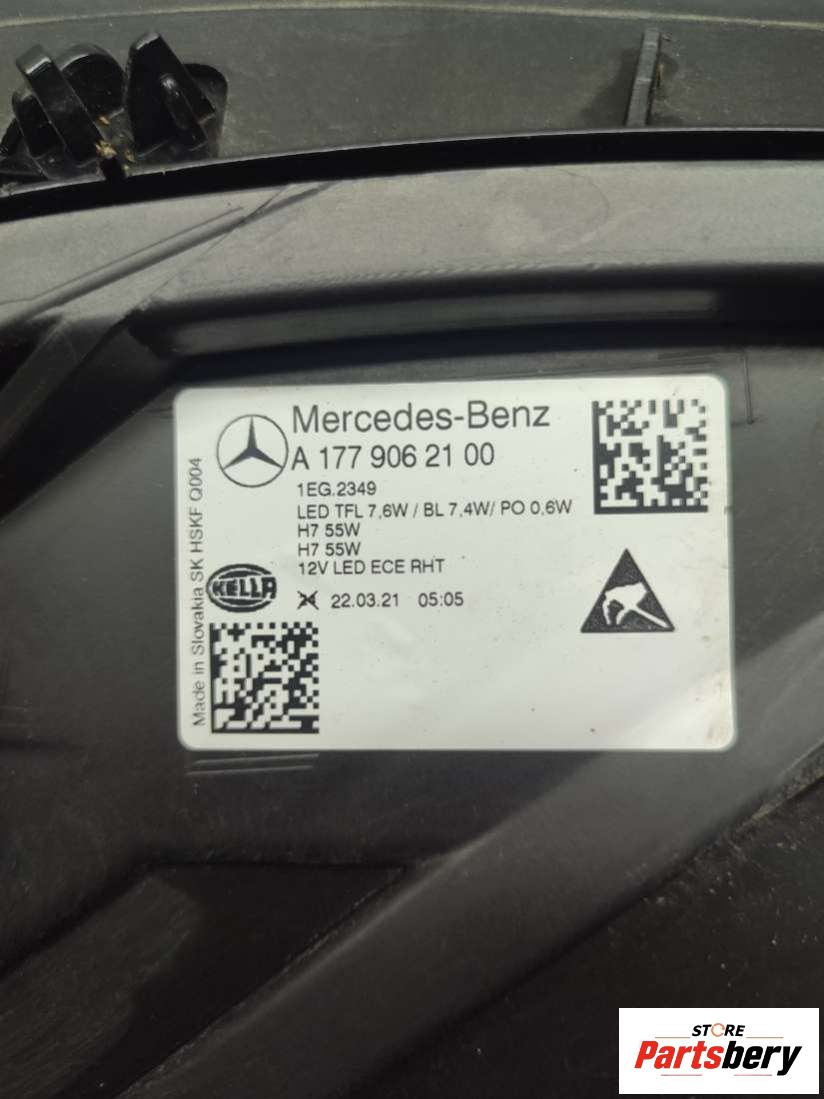 Mercedes-Benz
A 177 906 21 00
1EG.2349
LED TFL 7,6W / BL 7,4W/ PO 0,6W
H7 55W
H7 55W
12V LED ECE RHT
HELLA
22.03.21 05:05
Made in Slovakia SK HSKF Q004
STORE
Partsbery